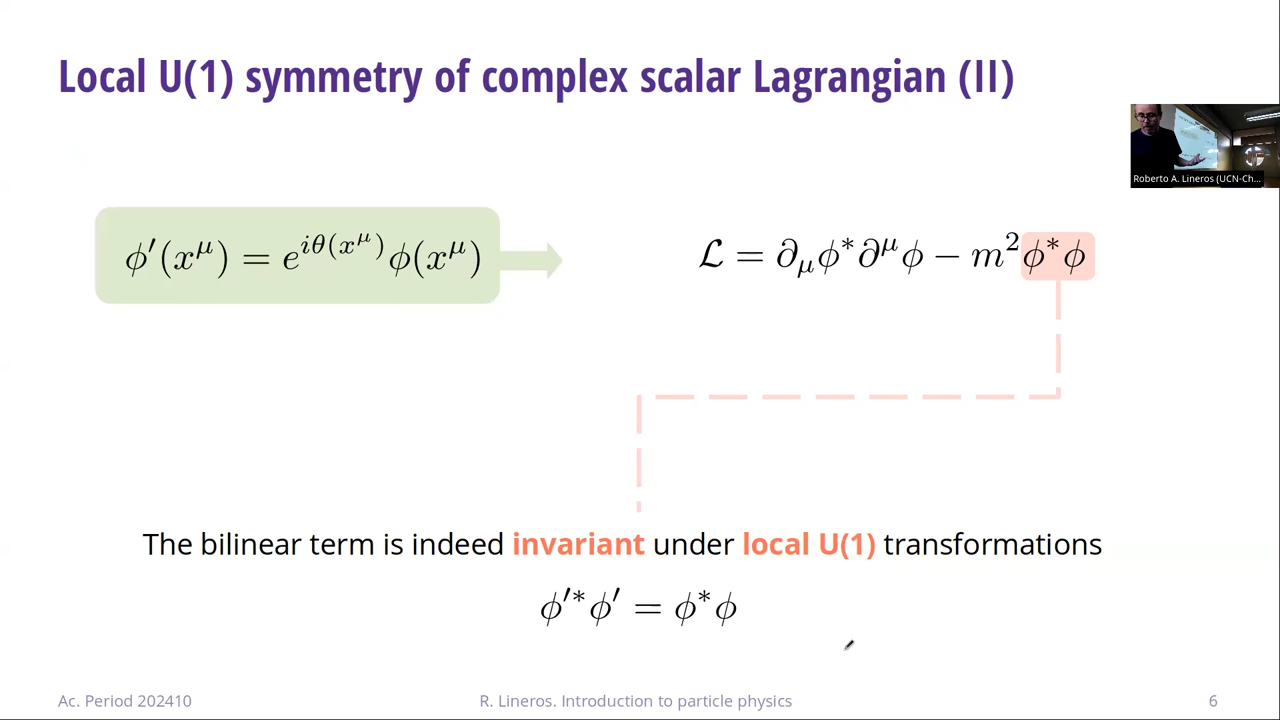 Local U(1) symmetry of complex scalar Lagrangian (II)
Roberto A. Lineros (UCN-Ch...
ϕ′(x^μ) = e^{iθ(x^μ)}ϕ(x^μ)
ℒ = ∂_μϕ*∂^μϕ − m²ϕ*ϕ
The bilinear term is indeed invariant under local U(1) transformations
ϕ′*ϕ′ = ϕ*ϕ
Ac. Period 202410
R. Lineros. Introduction to particle physics
6